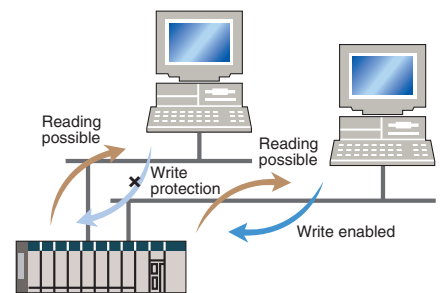 Reading
possible
Write
protection
Reading
possible
Write enabled